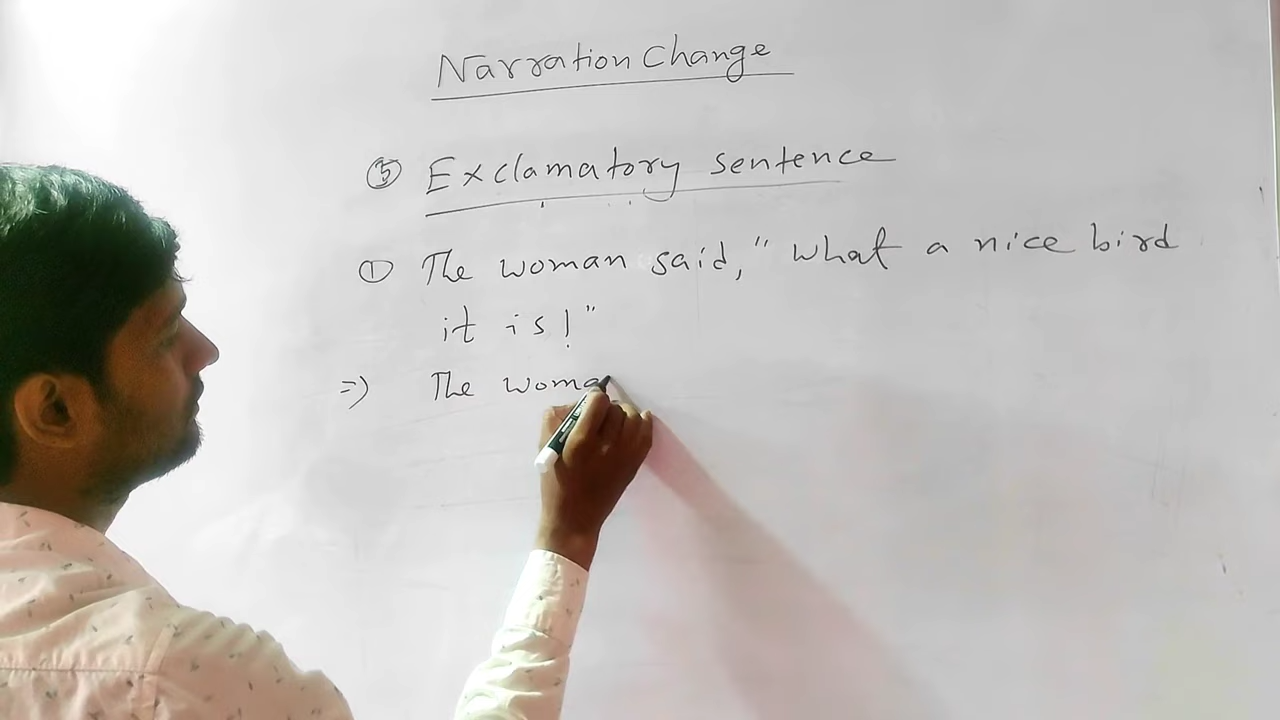 Narration Change
⑤ Exclamatory sentence
① The woman said, "What a nice bird
it is!"
=) The woma